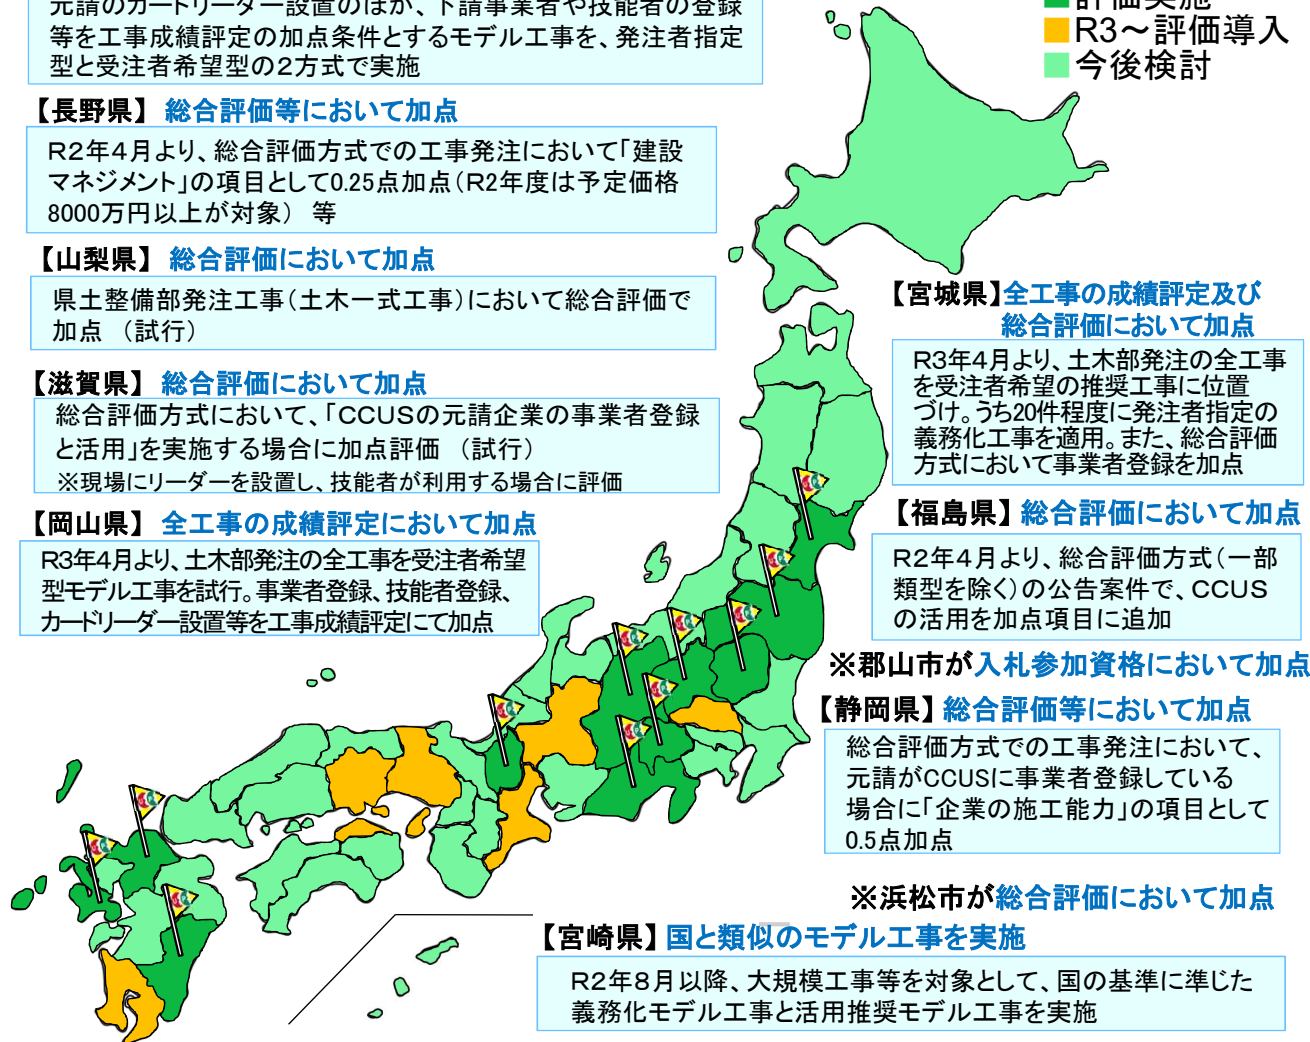 元請のカードリーダー設置のほか、下請事業者や技能者の登録
等を工事成績評定の加点条件とするモデル工事を、発注者指定
型と受注者希望型の２方式で実施
【長野県】 総合評価等において加点
R２年４月より、総合評価方式での工事発注において「建設
マネジメント」の項目として0.25点加点（R２年度は予定価格
8000万円以上が対象） 等
【山梨県】 総合評価において加点
県土整備部発注工事（土木一式工事）において総合評価で
加点 （試行）
【滋賀県】 総合評価において加点
総合評価方式において、「CCUSの元請企業の事業者登録
と活用」を実施する場合に加点評価 （試行）
※現場にリーダーを設置し、技能者が利用する場合に評価
【岡山県】 全工事の成績評定において加点
R３年４月より、土木部発注の全工事を受注者希望
型モデル工事を試行。事業者登録、技能者登録、
カードリーダー設置等を工事成績評定にて加点
評価実施
R3～評価導入
今後検討
【宮城県】全工事の成績評定及び
総合評価において加点
R３年４月より、土木部発注の全工事
を受注者希望の推奨工事に位置
づけ。うち20件程度に発注者指定の
義務化工事を適用。また、総合評価
方式において事業者登録を加点
【福島県】 総合評価において加点
R２年４月より、総合評価方式（一部
類型を除く）の公告案件で、CCUS
の活用を加点項目に追加
※郡山市が入札参加資格において加点
【静岡県】 総合評価等において加点
総合評価方式での工事発注において、
元請がCCUSに事業者登録している
場合に「企業の施工能力」の項目として
0.5点加点
※浜松市が総合評価において加点
【宮崎県】 国と類似のモデル工事を実施
R２年８月以降、大規模工事等を対象として、国の基準に準じた
義務化モデル工事と活用推奨モデル工事を実施